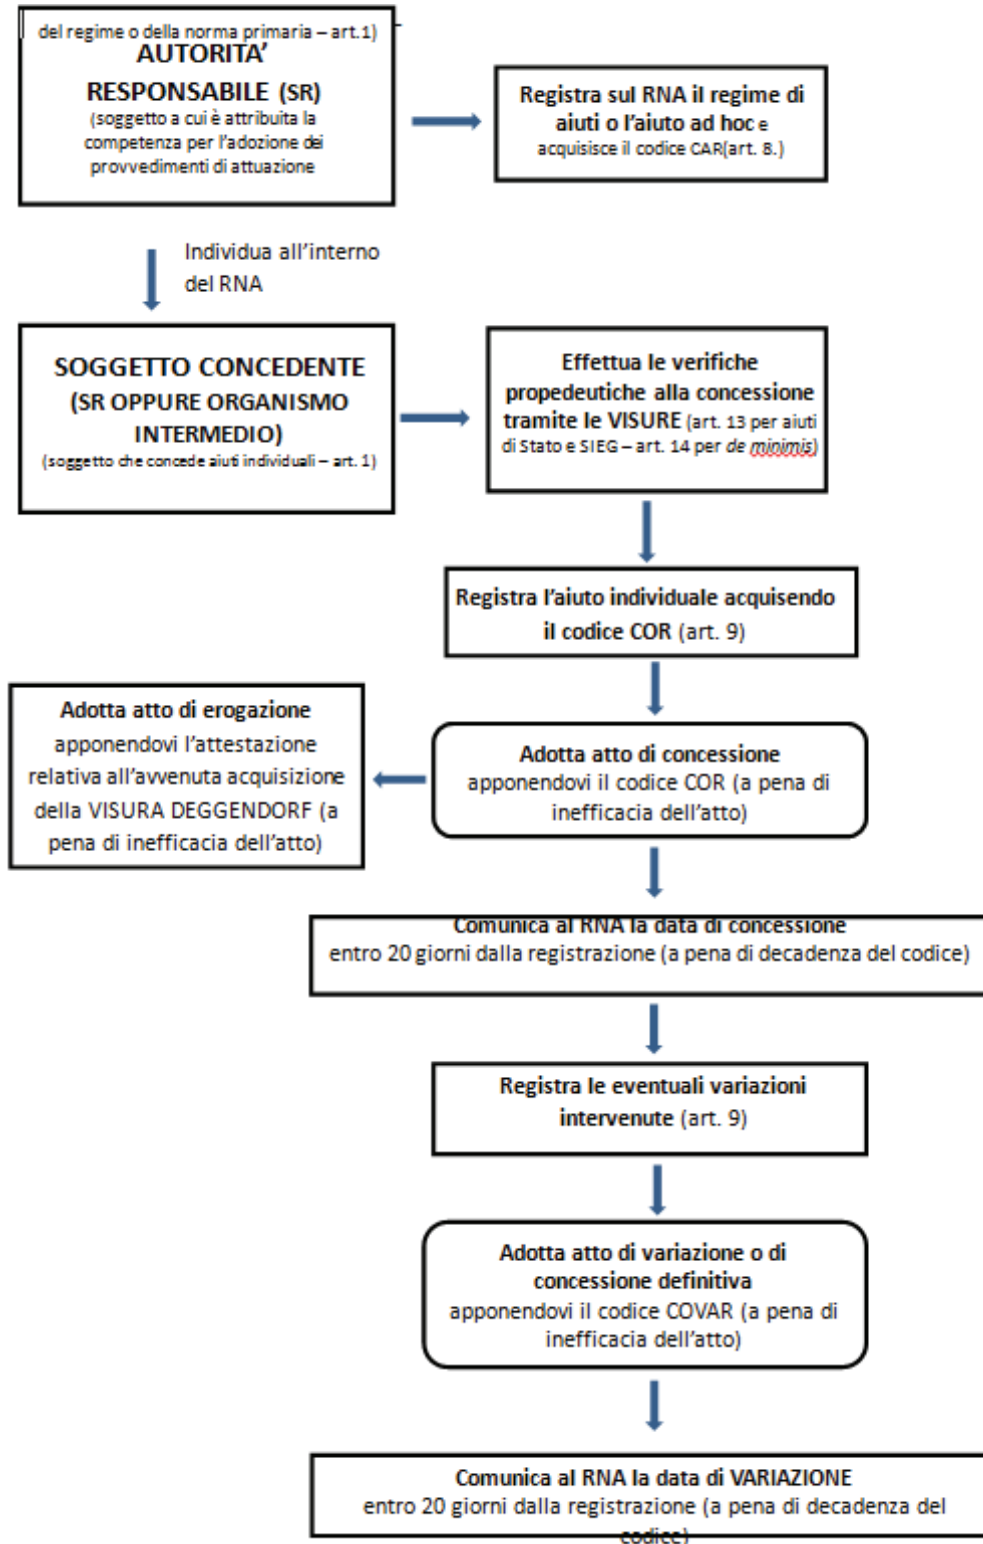 del regime o della norma primaria – art.1)
AUTORITA'
RESPONSABILE (SR)
(soggetto a cui è attribuita la
competenza per l'adozione dei
provvedimenti di attuazione
Registra sul RNA il regime di
aiuti o l'aiuto ad hoc e
acquisisce il codice CAR(art. 8.)
Individua all'interno
del RNA
SOGGETTO CONCEDENTE
(SR OPPURE ORGANISMO
INTERMEDIO)
(soggetto che concede aiuti individuali – art. 1)
Effettua le verifiche
propedeutiche alla concessione
tramite le VISURE (art. 13 per aiuti
di Stato e SIEG – art. 14 per de minimis)
Registra l'aiuto individuale acquisendo
il codice COR (art. 9)
Adotta atto di erogazione
apponendovi l'attestazione
relativa all'avvenuta acquisizione
della VISURA DEGGENDORF (a
pena di inefficacia dell'atto)
Adotta atto di concessione
apponendovi il codice COR (a pena di
inefficacia dell'atto)
Comunica al RNA la data di concessione
entro 20 giorni dalla registrazione (a pena di decadenza del codice)
Registra le eventuali variazioni
intervenute (art. 9)
Adotta atto di variazione o di
concessione definitiva
apponendovi il codice COVAR (a pena di
inefficacia dell'atto)
Comunica al RNA la data di VARIAZIONE
entro 20 giorni dalla registrazione (a pena di decadenza del
codice)